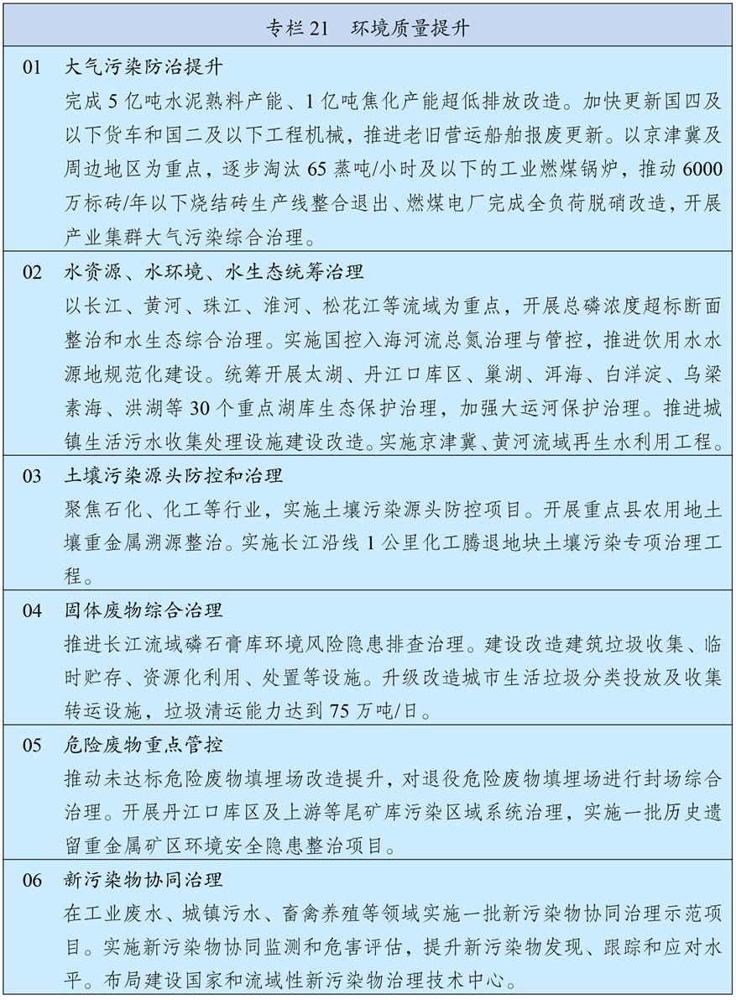 专栏 21　环境质量提升
01　大气污染防治提升
完成 5 亿吨水泥熟料产能、1 亿吨焦化产能超低排放改造。加快更新国四及
以下货车和国二及以下工程机械，推进老旧营运船舶报废更新。以京津冀及
周边地区为重点，逐步淘汰 65 蒸吨/小时及以下的工业燃煤锅炉，推动 6000
万标砖/年以下烧结砖生产线整合退出、燃煤电厂完成全负荷脱硝改造，开展
产业集群大气污染综合治理。
02　水资源、水环境、水生态统筹治理
以长江、黄河、珠江、淮河、松花江等流域为重点，开展总磷浓度超标断面
整治和水生态综合治理。实施国控入海河流总氮治理与管控，推进饮用水水
源地规范化建设。统筹开展太湖、丹江口库区、巢湖、洱海、白洋淀、乌梁
素海、洪湖等 30 个重点湖库生态保护治理，加强大运河保护治理。推进城
镇生活污水收集处理设施建设改造。实施京津冀、黄河流域再生水利用工程。
03　土壤污染源头防控和治理
聚焦石化、化工等行业，实施土壤污染源头防控项目。开展重点县农用地土
壤重金属溯源整治。实施长江沿线 1 公里化工腾退地块土壤污染专项治理工
程。
04　固体废物综合治理
推进长江流域磷石膏库环境风险隐患排查治理。建设改造建筑垃圾收集、临
时贮存、资源化利用、处置等设施。升级改造城市生活垃圾分类投放及收集
转运设施，垃圾清运能力达到 75 万吨/日。
05　危险废物重点管控
推动未达标危险废物填埋场改造提升，对退役危险废物填埋场进行封场综合
治理。开展丹江口库区及上游等尾矿库污染区域系统治理，实施一批历史遗
留重金属矿区环境安全隐患整治项目。
06　新污染物协同治理
在工业废水、城镇污水、畜禽养殖等领域实施一批新污染物协同治理示范项
目。实施新污染物协同监测和危害评估，提升新污染物发现、跟踪和应对水
平。布局建设国家和流域性新污染物治理技术中心。